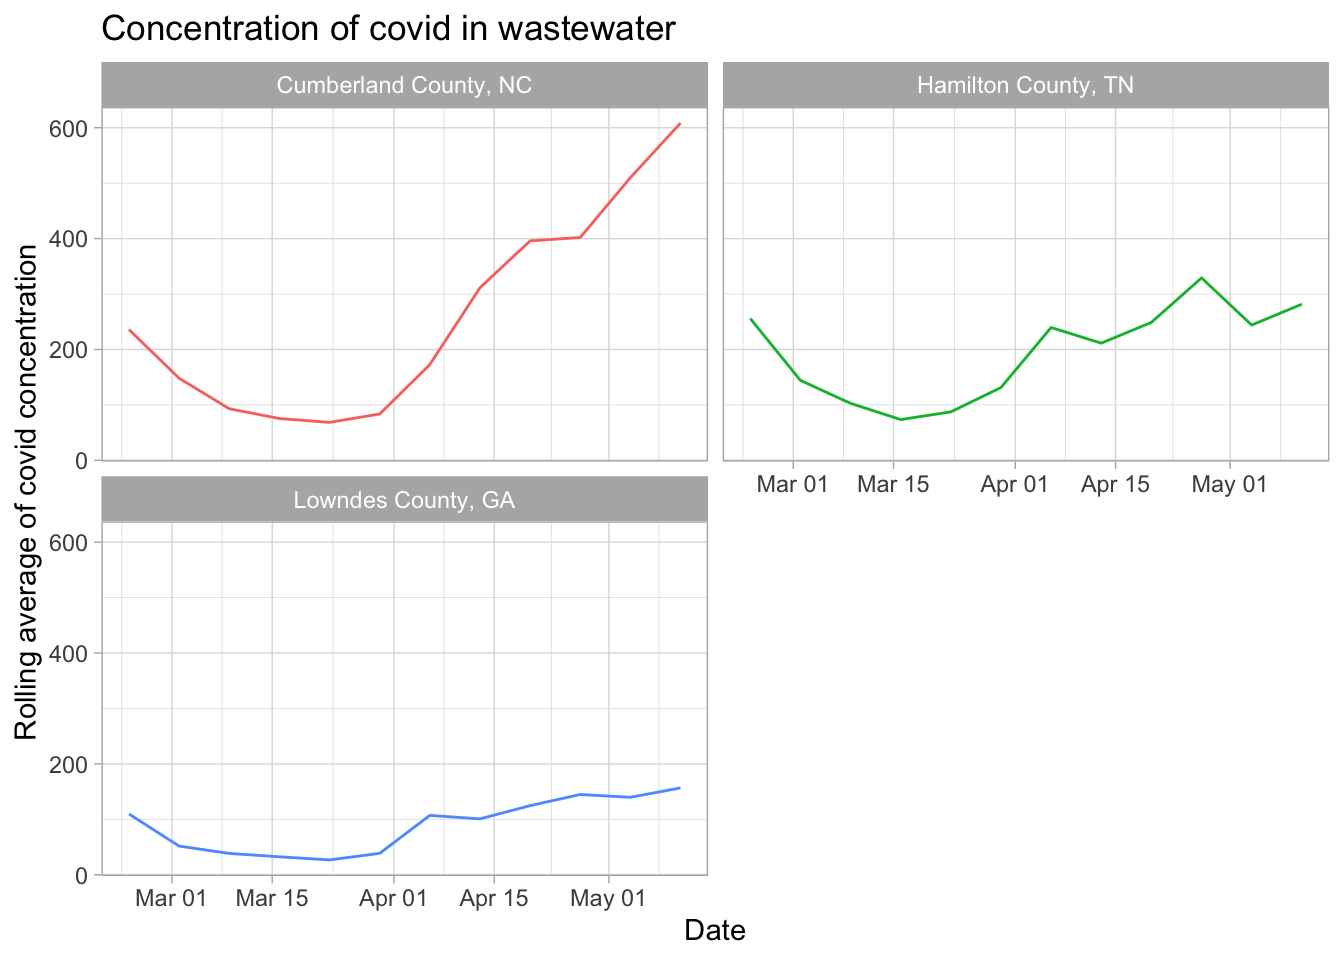 Concentration of covid in wastewater
Cumberland County, NC
Hamilton County, TN
600
400
200
0
Mar 01 Mar 15 Apr 01 Apr 15 May 01
Lowndes County, GA
600
400
200
0
Mar 01 Mar 15 Apr 01 Apr 15 May 01
Rolling average of covid concentration
Date